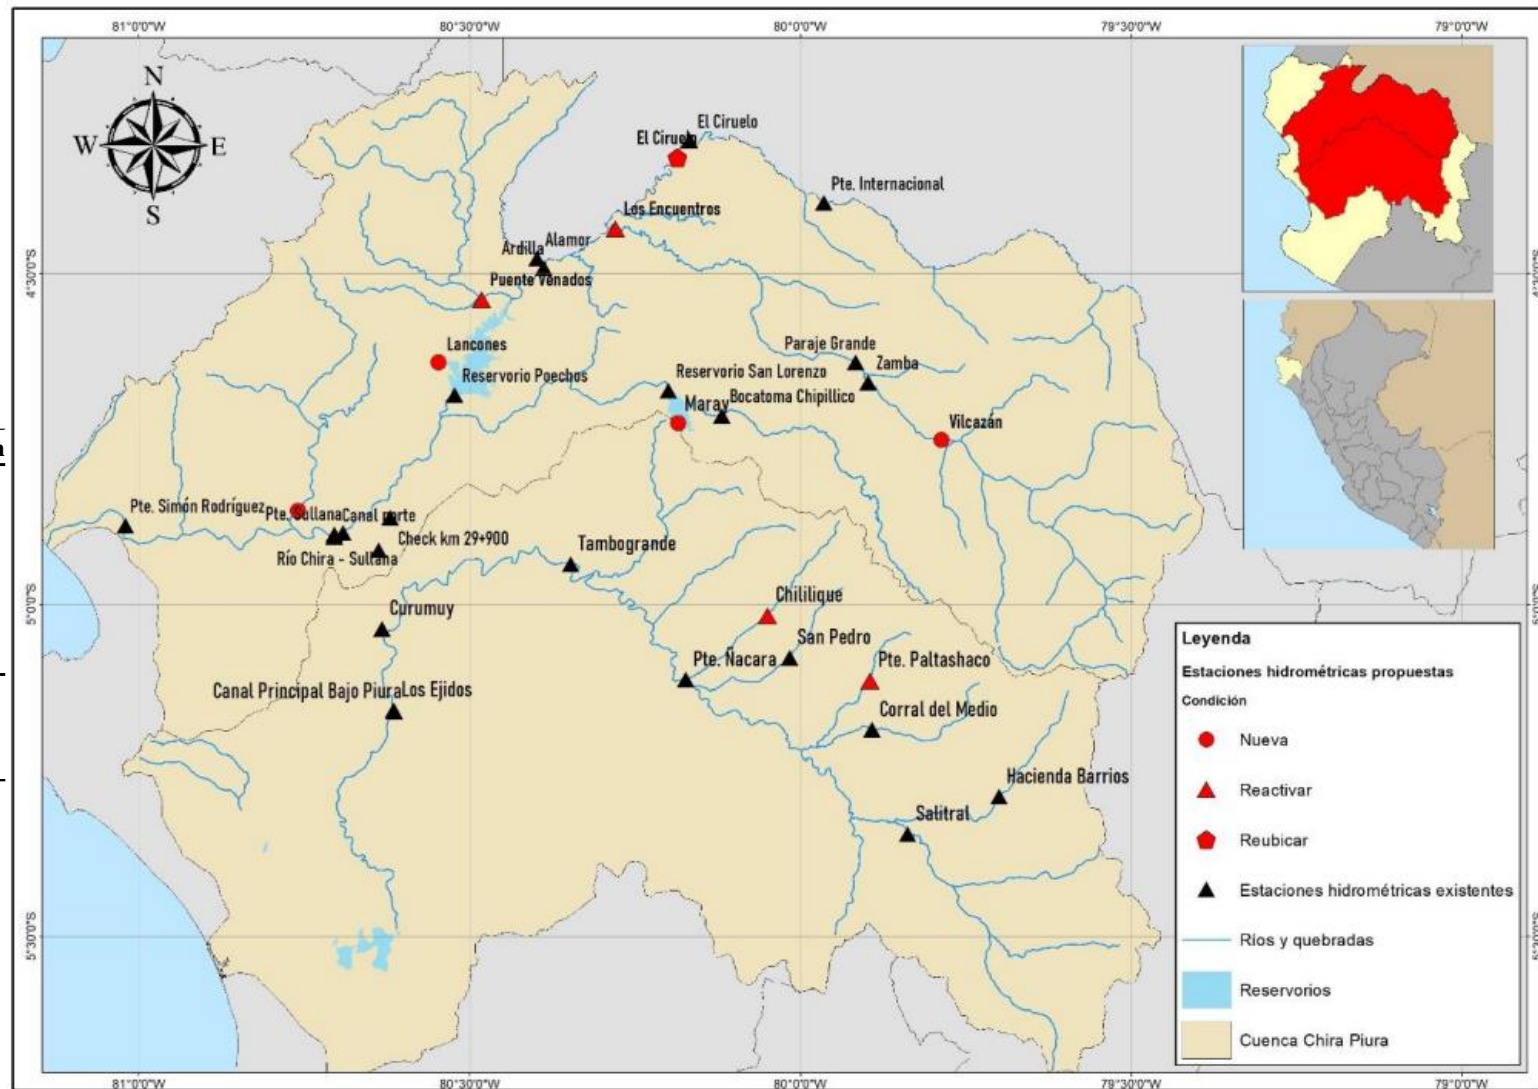 81°0'0"W 80°30'0"W 80°0'0"W 79°30'0"W 79°0'0"W
N
W E
S
El Ciruelo
El Ciruelo
Pte. Internacional
Los Encuentros
Alamor
Ardilla
4°30'0"S
Puente Venados
Lancones
Paraje Grande
Zamba
Reservorio San Lorenzo
Reservorio Poechos
Bocatoma Chipillico
Maray
Vilcazán
a
Pte. Simón Rodríguez
Pte. Sullana
Canal norte
Check km 29+900
Río Chira - Sullana
Tambogrande
5°0'0"S
Chililique
Curumuy
San Pedro
Pte. Ñacara
Pte. Paltashaco
Canal Principal Bajo Piura
Los Ejidos
Corral del Medio
Hacienda Barrios
Salitral
5°30'0"S
Leyenda
Estaciones hidrométricas propuestas
Condición
Nueva
Reactivar
Reubicar
Estaciones hidrométricas existentes
Ríos y quebradas
Reservorios
Cuenca Chira Piura
81°0'0"W 80°30'0"W 80°0'0"W 79°30'0"W 79°0'0"W